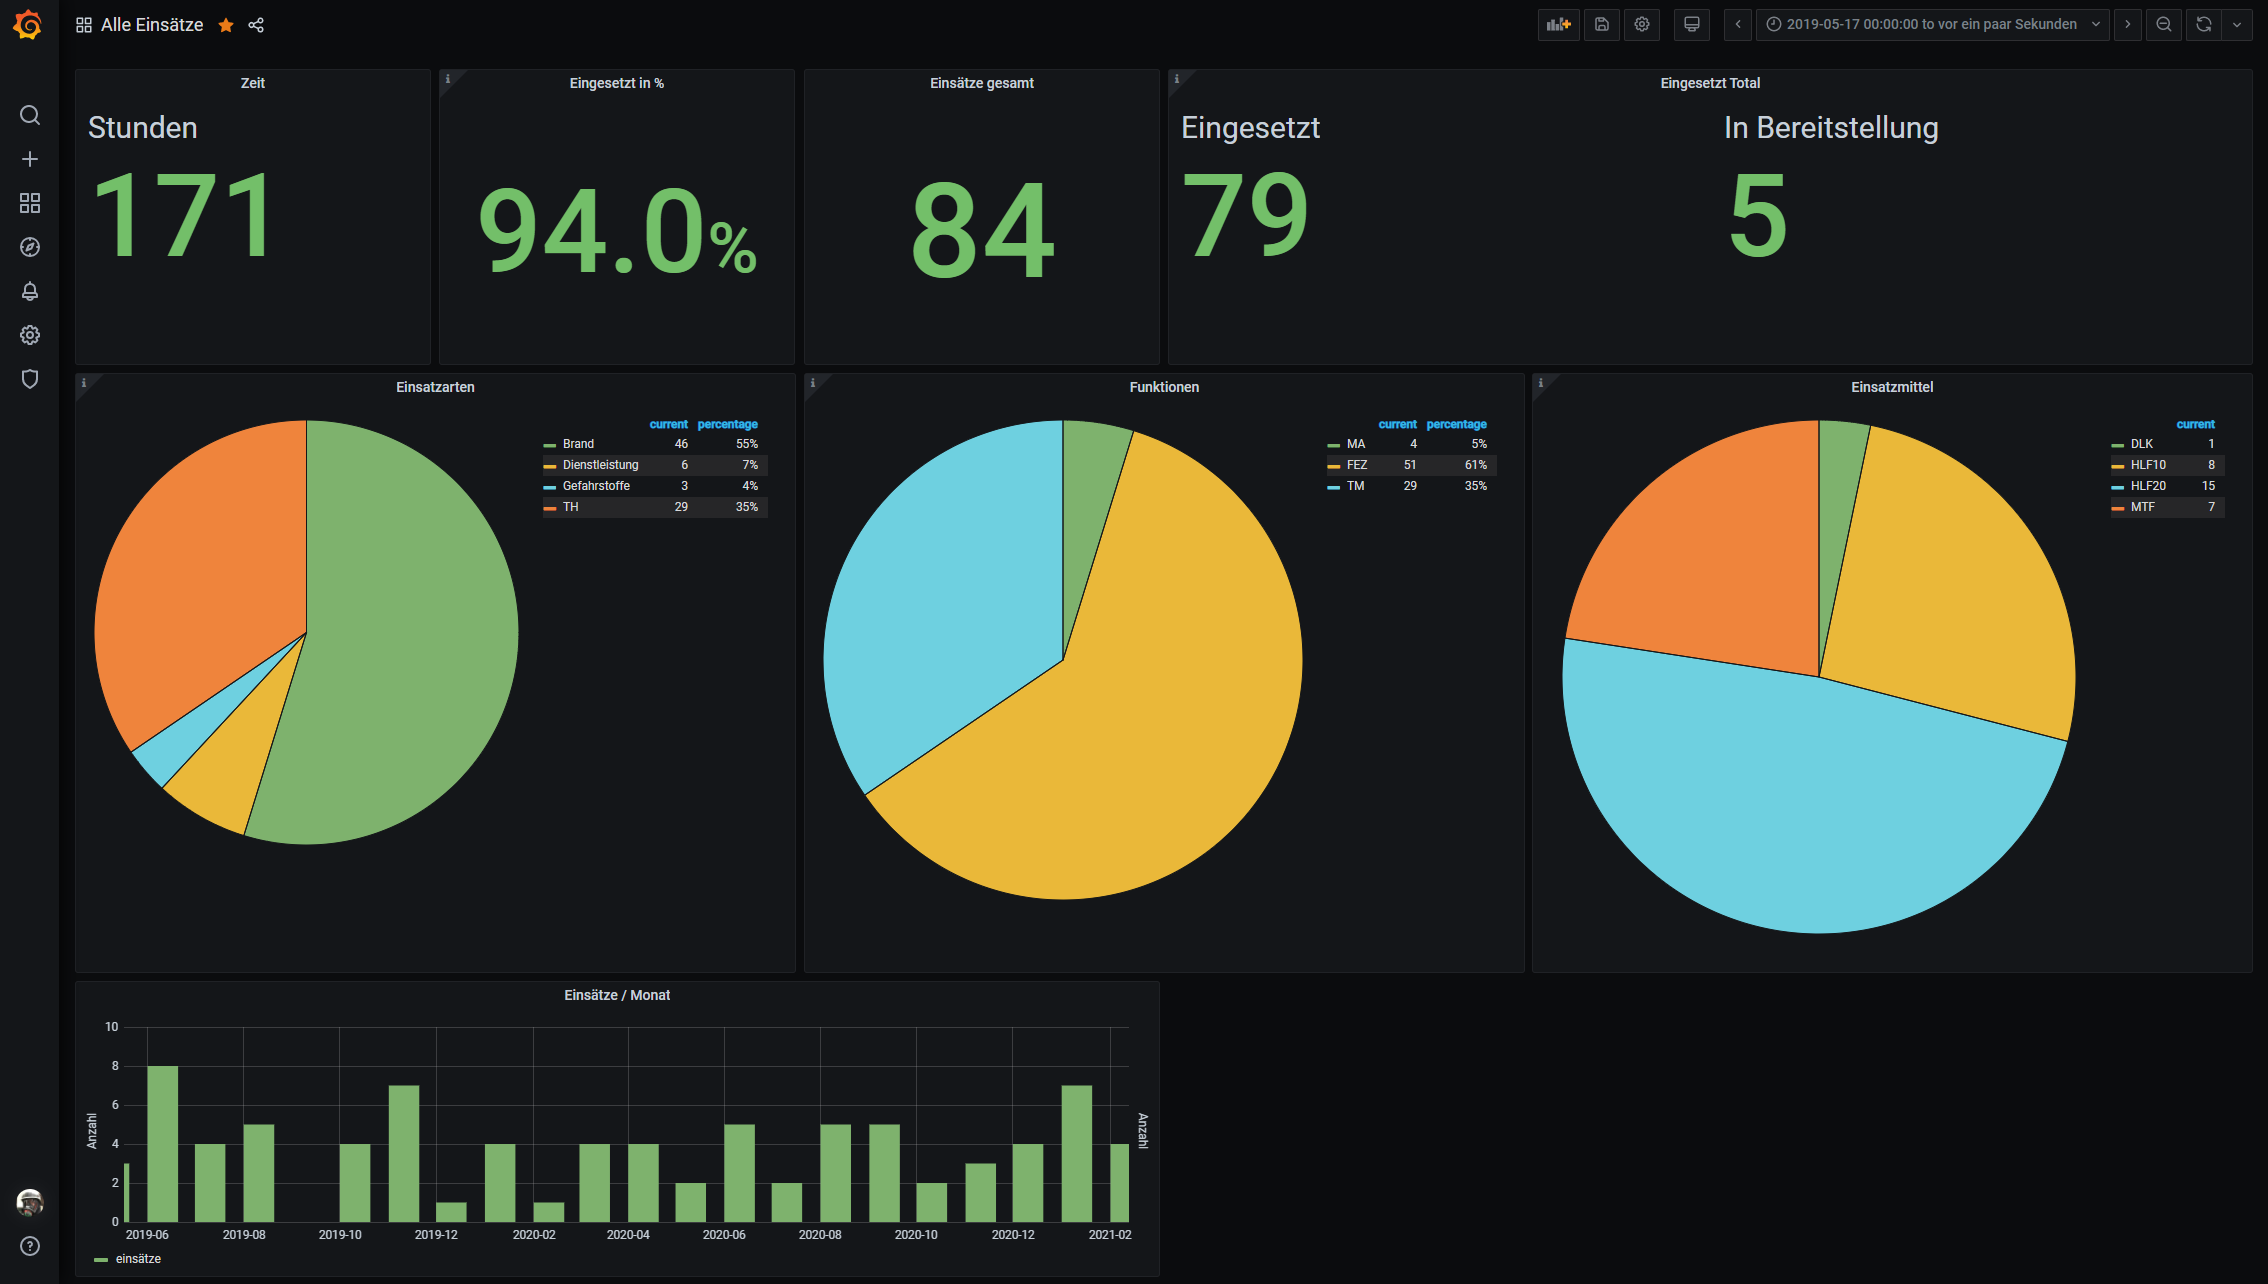 Alle Einsätze
2019-05-17 00:00:00 to vor ein paar Sekunden
Zeit
Stunden
171
Eingesetzt in %
94.0%
Einsätze gesamt
84
Eingesetzt Total
Eingesetzt
79
In Bereitstellung
5
Einsatzarten
current percentage
Brand 46 55%
Dienstleistung 6 7%
Gefahrstoffe 3 4%
TH 29 35%
Funktionen
current percentage
MA 4 5%
FEZ 51 61%
TM 29 35%
Einsatzmittel
current
DLK 1
HLF10 8
HLF20 15
MTF 7
Einsätze / Monat
Anzahl
10
8
6
4
2
0
2019-06 2019-08 2019-10 2019-12 2020-02 2020-04 2020-06 2020-08 2020-10 2020-12 2021-02
Anzahl
einsätze